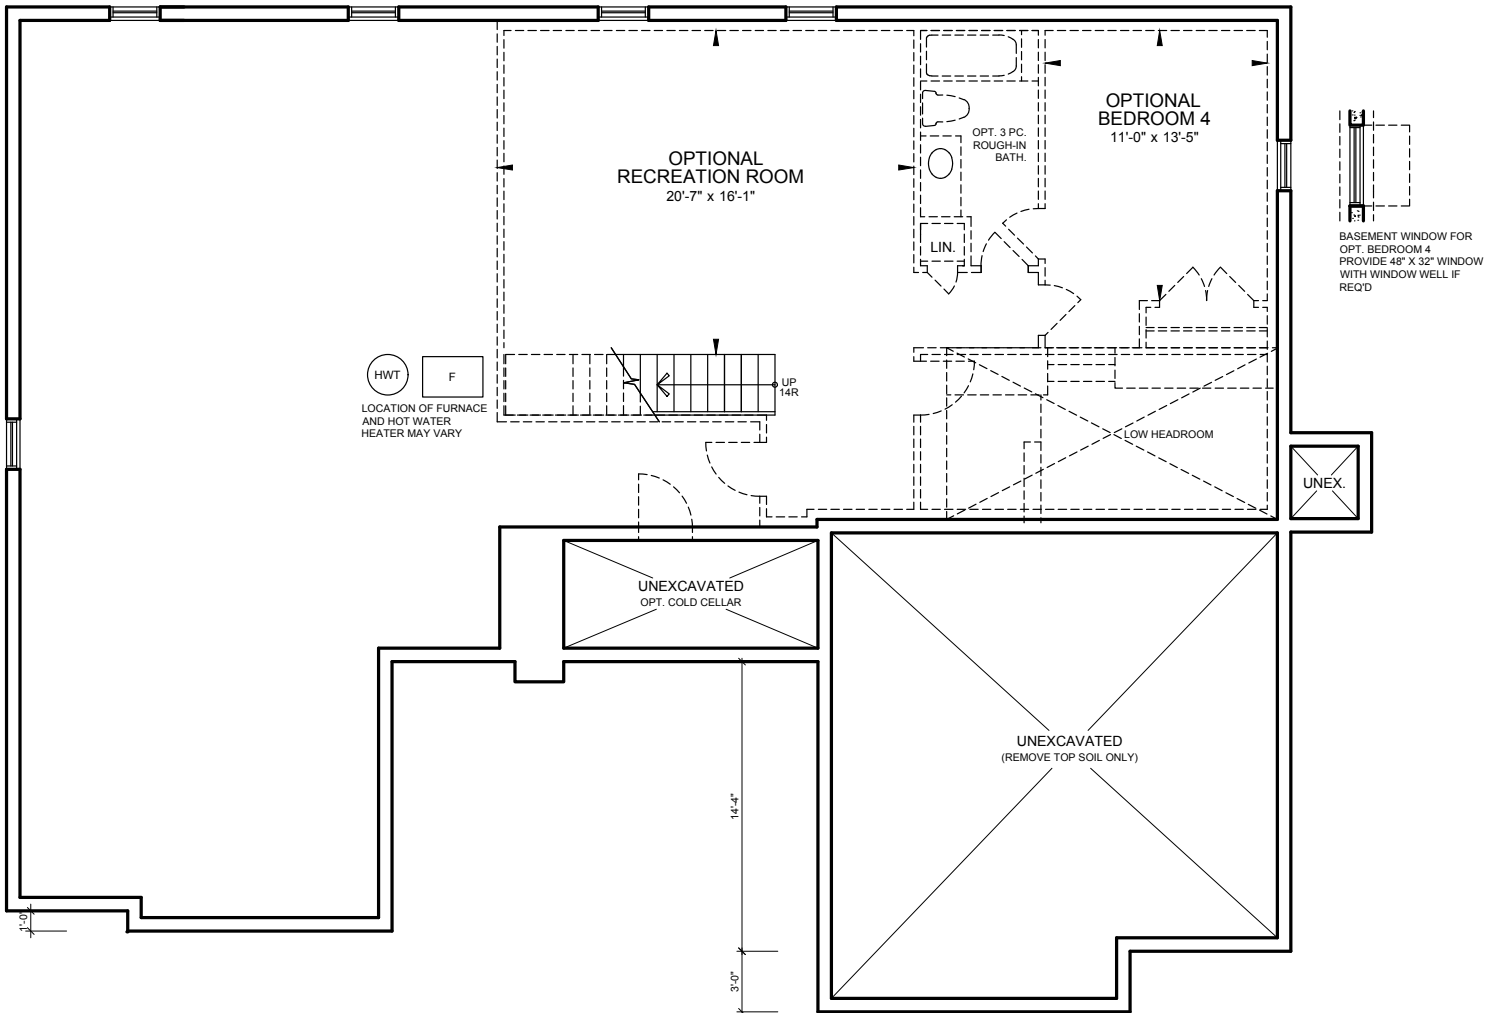 OPTIONAL
RECREATION ROOM
20'-7" x 16'-1"
OPT. 3 PC.
ROUGH-IN
BATH.
LIN.
OPTIONAL
BEDROOM 4
11'-0" x 13'-5"
BASEMENT WINDOW FOR
OPT. BEDROOM 4
PROVIDE 48" X 32" WINDOW
WITH WINDOW WELL IF
REQ'D
HWT
F
LOCATION OF FURNACE
AND HOT WATER
HEATER MAY VARY
UP
14R
LOW HEADROOM
UNEX.
UNEXCAVATED
OPT. COLD CELLAR
UNEXCAVATED
(REMOVE TOP SOIL ONLY)
14'-4"
3'-0"
1'-0"